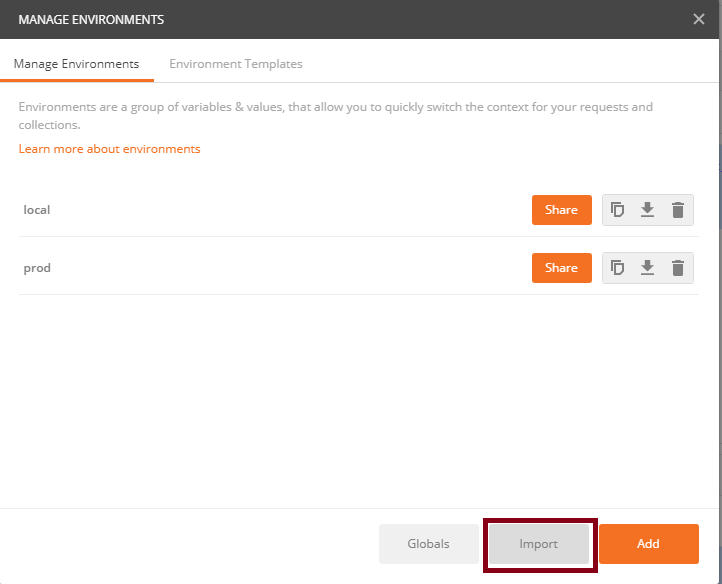 MANAGE ENVIRONMENTS
Manage Environments
Environment Templates
Environments are a group of variables & values, that allow you to quickly switch the context for your requests and
collections.
Learn more about environments
local
Share
prod
Share
Globals
Import
Add